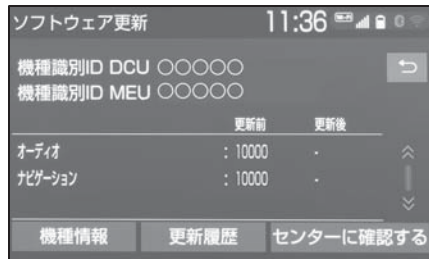 ソフトウェア更新 11:36
機種識別ID DCU ○○○○○
機種識別ID MEU ○○○○○
更新前 更新後
オーディオ : 10000 -
ナビゲーション : 10000 -
機種情報 更新履歴 センターに確認する